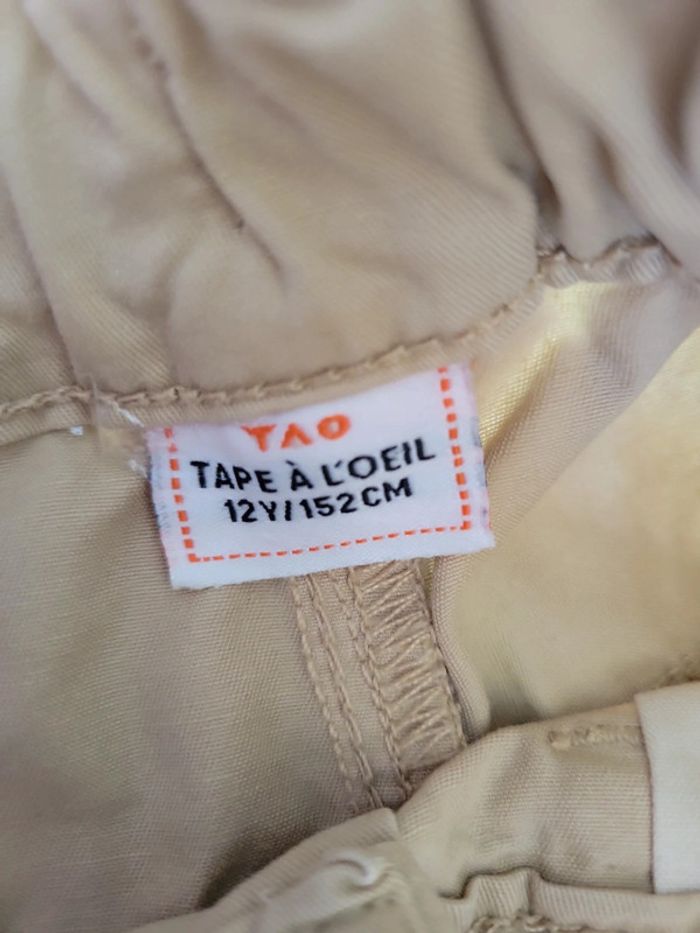 TAO
TAPE À L'OEIL
12Y/152CM